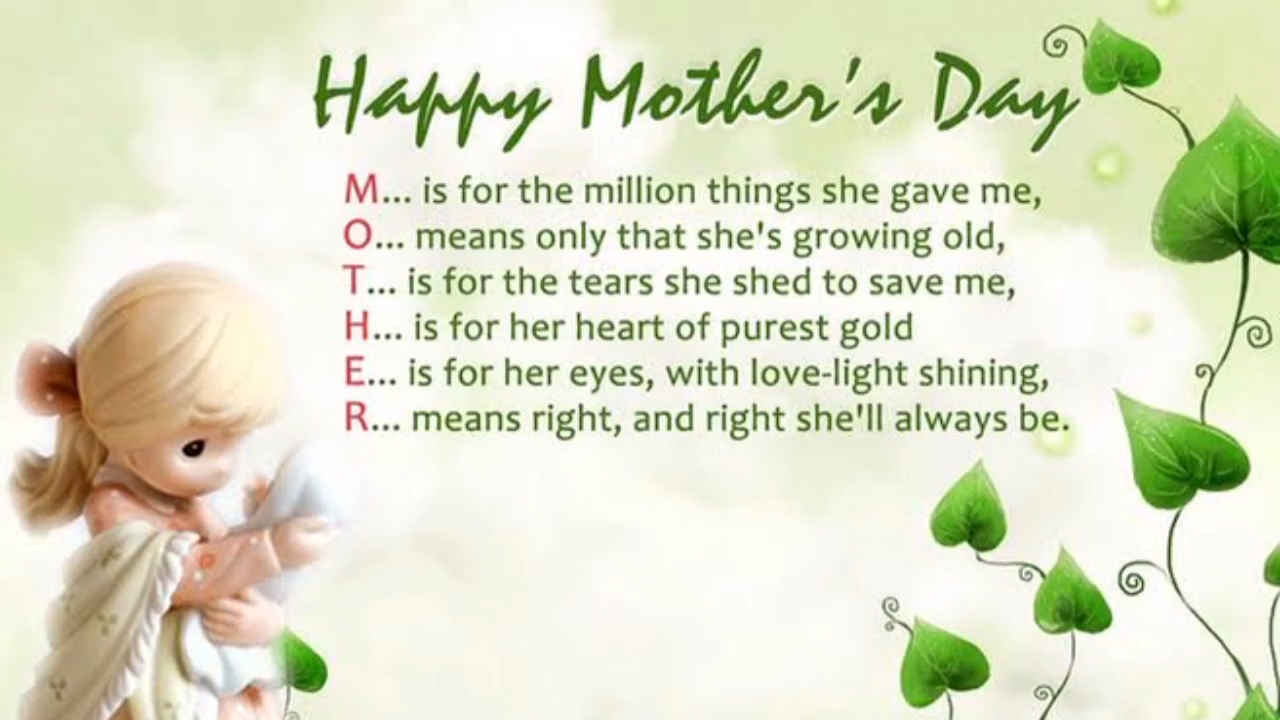 Happy Mother's Day
M... is for the million things she gave me,
O... means only that she's growing old,
T... is for the tears she shed to save me,
H... is for her heart of purest gold
E... is for her eyes, with love-light shining,
R... means right, and right she'll always be.